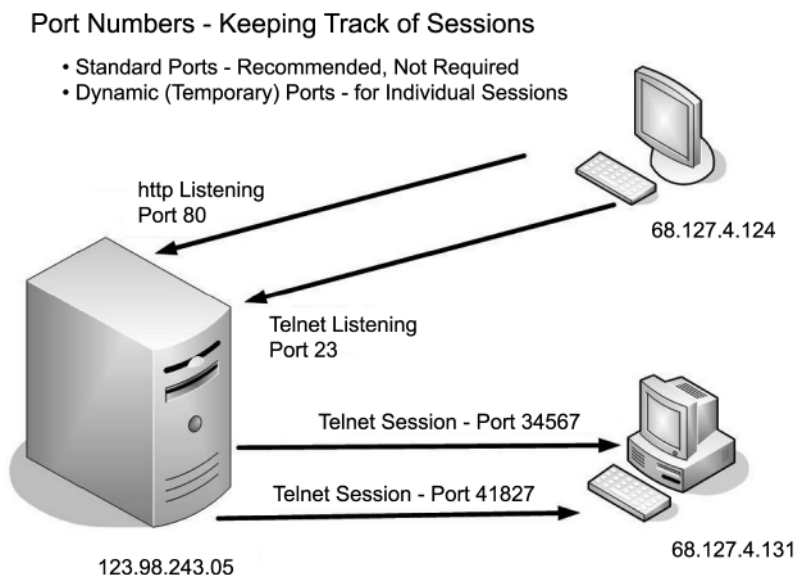 Port Numbers - Keeping Track of Sessions
• Standard Ports - Recommended, Not Required
• Dynamic (Temporary) Ports - for Individual Sessions
http Listening
Port 80
68.127.4.124
Telnet Listening
Port 23
Telnet Session - Port 34567
Telnet Session - Port 41827
68.127.4.131
123.98.243.05